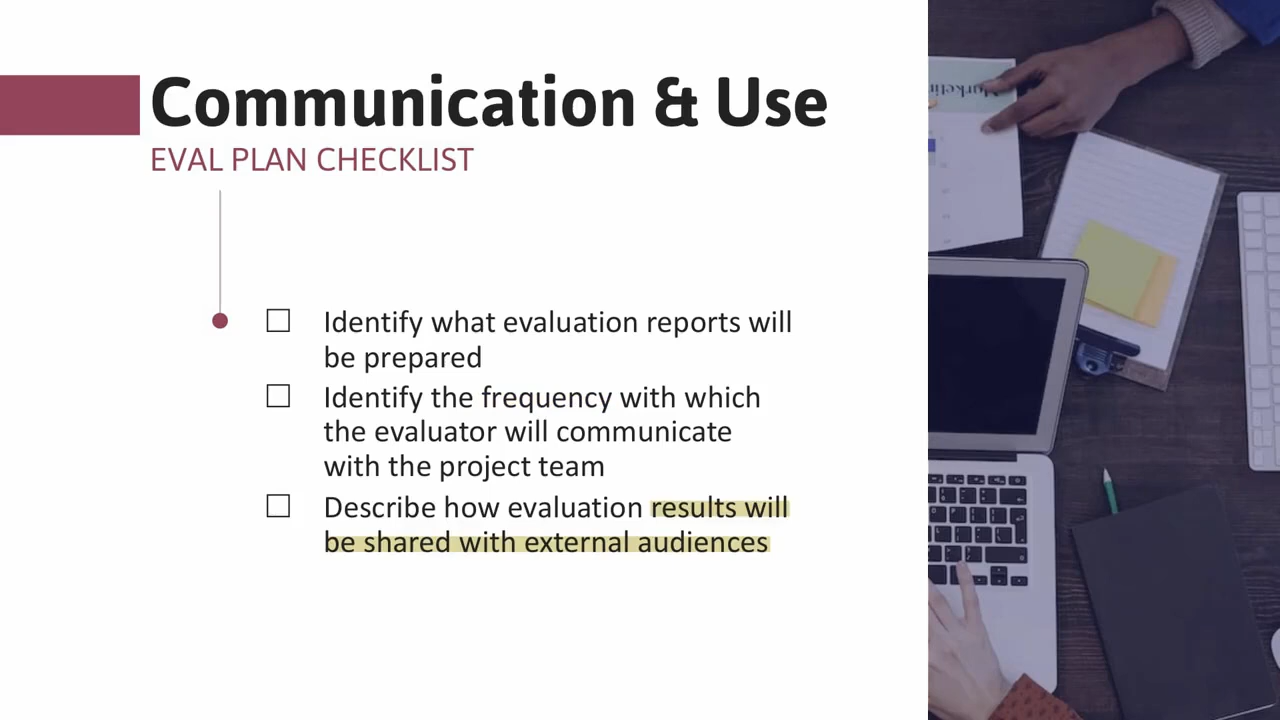 Communication & Use
EVAL PLAN CHECKLIST
Identify what evaluation reports will
be prepared
Identify the frequency with which
the evaluator will communicate
with the project team
Describe how evaluation results will
be shared with external audiences